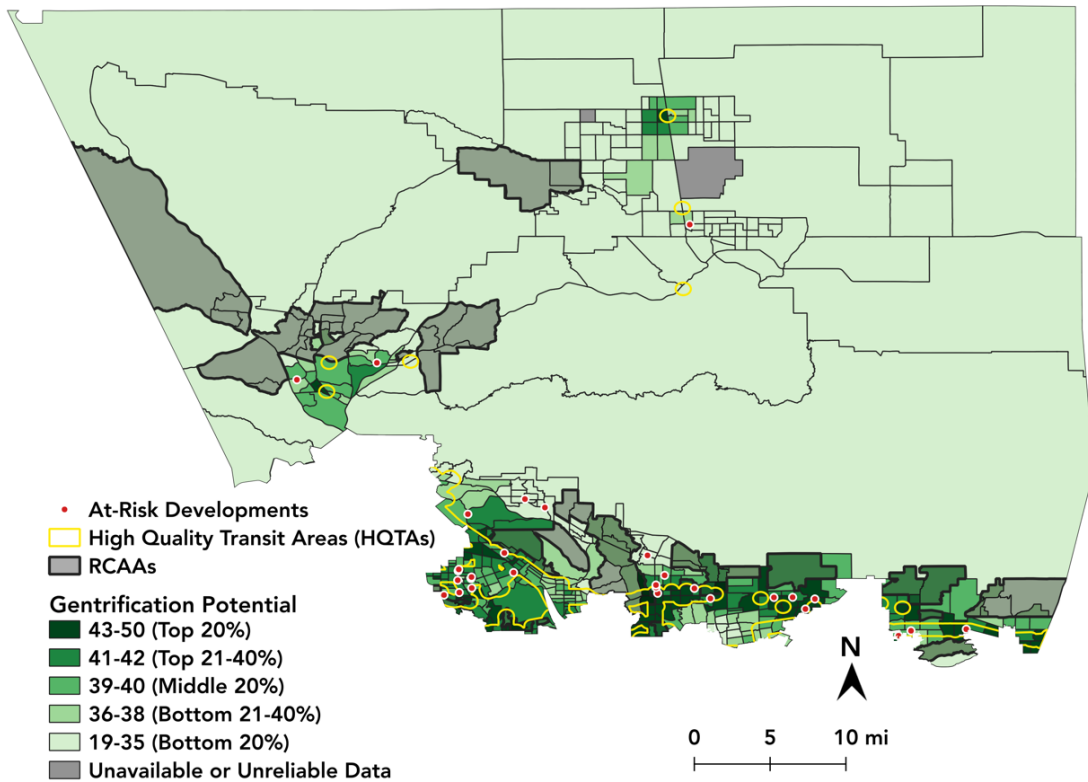 At-Risk Developments
High Quality Transit Areas (HQTAs)
RCAAs
Gentrification Potential
43-50 (Top 20%)
41-42 (Top 21-40%)
39-40 (Middle 20%)
36-38 (Bottom 21-40%)
19-35 (Bottom 20%)
Unavailable or Unreliable Data
N
0 5 10 mi